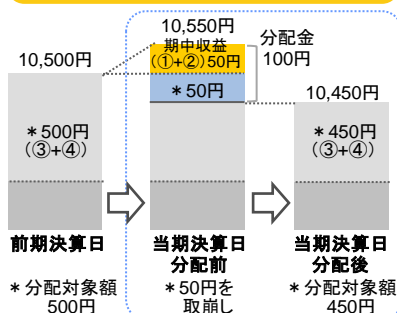 10,550円
期中収益
(①+②)50円
分配金
100円
10,500円
＊50円
10,450円
＊500円
(③+④)
＊450円
(③+④)
前期決算日
当期決算日
分配前
当期決算日
分配後
＊分配対象額
500円
＊50円を
取崩し
＊分配対象額
450円